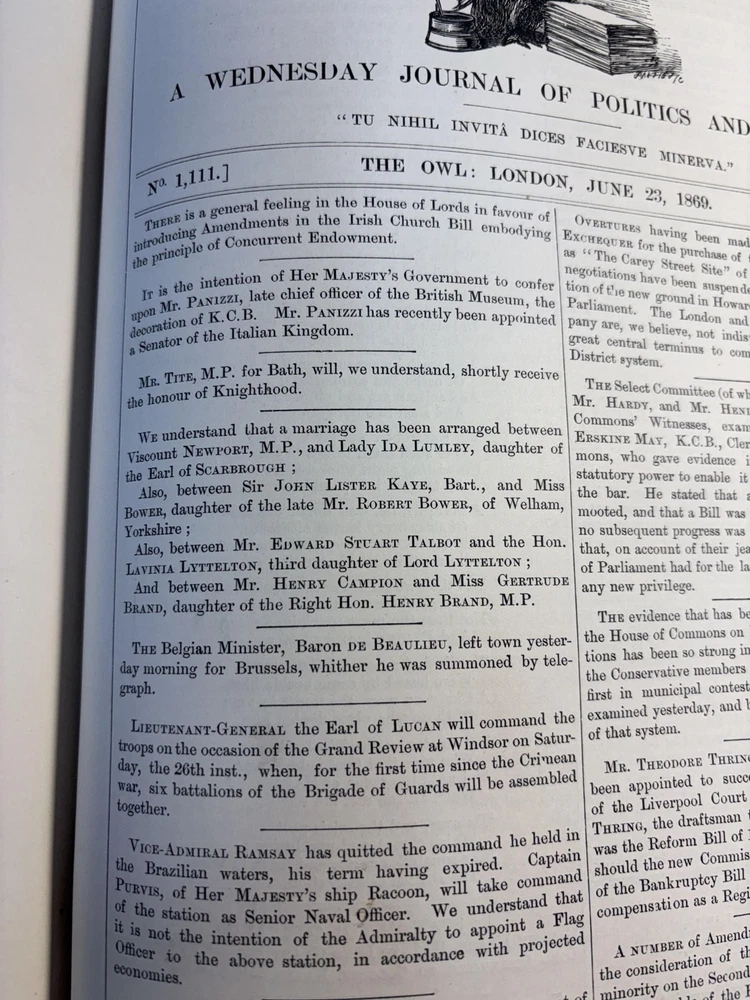 A WEDNESDAY JOURNAL OF POLITICS AND
"TU NIHIL INVITÂ DICES FACIESVE MINERVA."
No. 1,111.]
THE OWL: LONDON, JUNE 23, 1869.
THERE is a general feeling in the House of Lords in favour of
introducing Amendments in the Irish Church Bill embodying
the principle of Concurrent Endowment.
IT is the intention of Her MAJESTY'S Government to confer
upon Mr. PANIZZI, late chief officer of the British Museum, the
decoration of K.C.B. Mr. PANIZZI has recently been appointed
a Senator of the Italian Kingdom.
MR. TITE, M.P. for Bath, will, we understand, shortly receive
the honour of Knighthood.
WE understand that a marriage has been arranged between
Viscount NEWPORT, M.P., and Lady IDA LUMLEY, daughter of
the Earl of SCARBROUGH;
Also, between Sir JOHN LISTER KAYE, Bart., and Miss
BOWER, daughter of the late Mr. ROBERT BOWER, of Welham,
Yorkshire;
Also, between Mr. EDWARD STUART TALBOT and the Hon.
LAVINIA LYTTELTON, third daughter of Lord LYTTELTON;
And between Mr. HENRY CAMPION and Miss GERTRUDE
BRAND, daughter of the Right Hon. HENRY BRAND, M.P.
THE Belgian Minister, Baron DE BEAULIEU, left town yester-
day morning for Brussels, whither he was summoned by tele-
graph.
LIEUTENANT-GENERAL the Earl of LUCAN will command the
troops on the occasion of the Grand Review at Windsor on Satur-
day, the 26th inst., when, for the first time since the Crimean
war, six battalions of the Brigade of Guards will be assembled
together.
VICE-ADMIRAL RAMSAY has quitted the command he held in
the Brazilian waters, his term having expired. Captain
PURVIS, of Her MAJESTY'S ship Racoon, will take command
of the station as Senior Naval Officer. We understand that
it is not the intention of the Admiralty to appoint a Flag
Officer to the above station, in accordance with projected
economies.
OVERTURES having been mad
EXCHEQUER for the purchase of
as "The Carey Street Site" of
negotiations have been suspende
tion of the new ground in Howar
Parliament. The London and
pany are, we believe, not indis
great central terminus to com
District system.
THE Select Committee (of wh
Mr. HARDY, and Mr. HENL
Commons' Witnesses, exam
ERSKINE MAY, K.C.B., Cler
mons, who gave evidence i
statutory power to enable it
the bar. He stated that a
mooted, and that a Bill was
no subsequent progress was
that, on account of their jea
of Parliament had for the la
any new privilege.
THE evidence that has be
the House of Commons on
tions has been so strong in
the Conservative members
first in municipal contest
examined yesterday, and
of that system.
MR. THEODORE THRING
been appointed to succe
of the Liverpool Court
THRING, the draftsman
was the Reform Bill of
should the new Commis
of the Bankruptcy Bill
compensation as a Regi
A NUMBER of Amend
the consideration of th
minority on the Second
of the